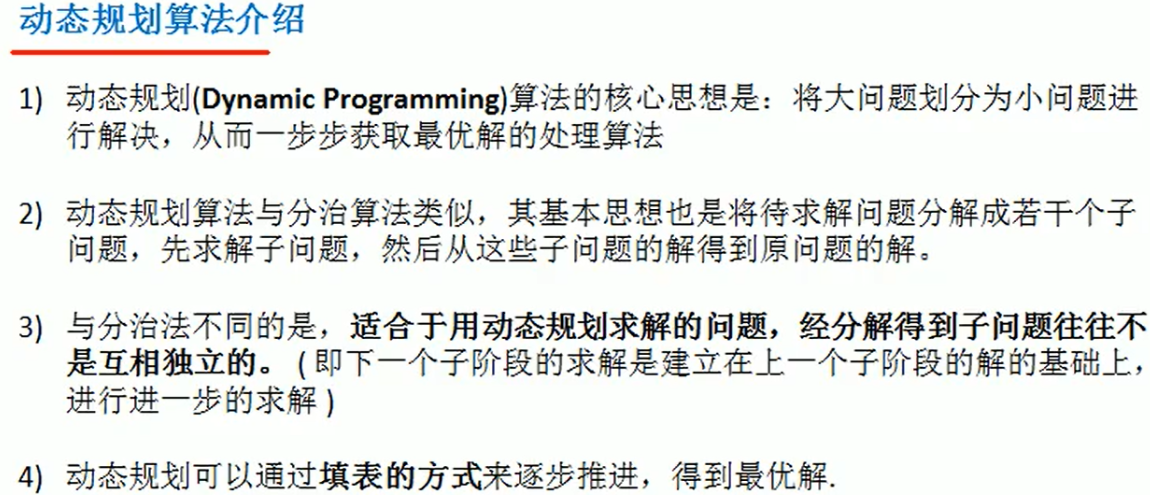 动态规划算法介绍
1) 动态规划(Dynamic Programming)算法的核心思想是：将大问题划分为小问题进
行解决，从而一步步获取最优解的处理算法
2) 动态规划算法与分治算法类似，其基本思想也是将待求解问题分解成若干个子
问题，先求解子问题，然后从这些子问题的解得到原问题的解。
3) 与分治法不同的是，适合于用动态规划求解的问题，经分解得到子问题往往不
是互相独立的。 ( 即下一个子阶段的求解是建立在上一个子阶段的解的基础上，
进行进一步的求解 )
4) 动态规划可以通过填表的方式来逐步推进，得到最优解.